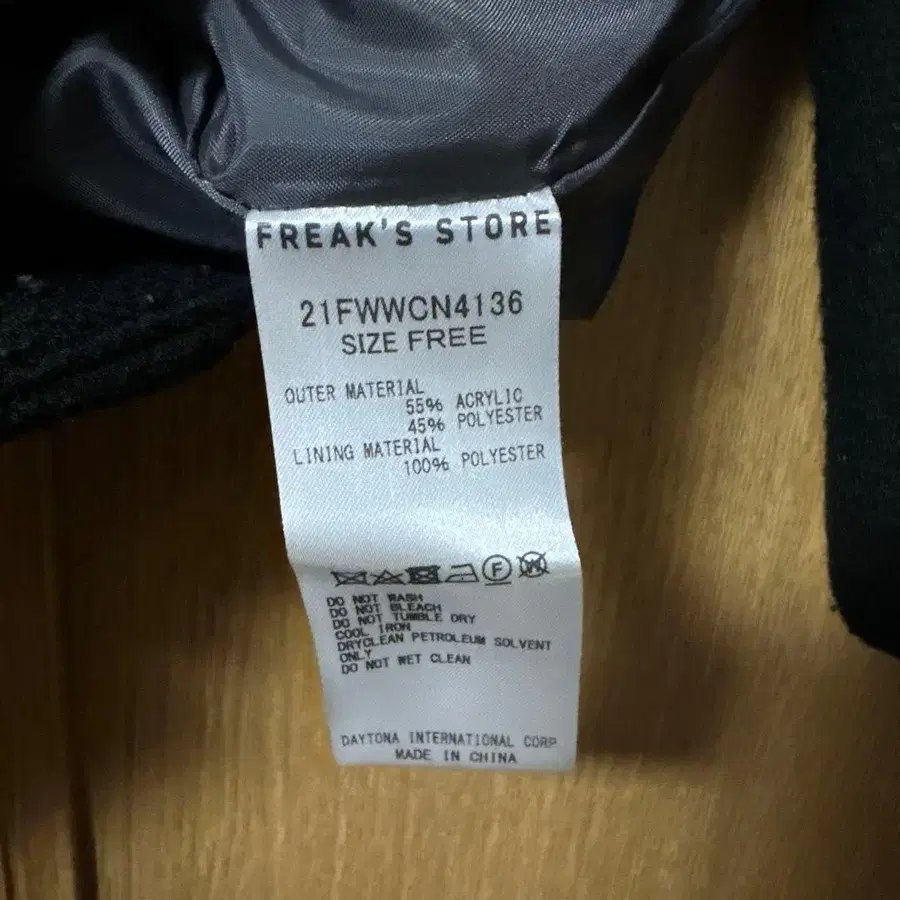 FREAK'S STORE
21FWWCN4136
SIZE FREE
OUTER MATERIAL
55% ACRYLIC
45% POLYESTER
LINING MATERIAL
100% POLYESTER
F W
DO NOT WASH
DO NOT BLEACH
DO NOT TUMBLE DRY
COOL IRON
DRYCLEAN PETROLEUM SOLVENT
ONLY
DO NOT WET CLEAN
DAYTONA INTERNATIONAL CORP
MADE IN CHINA